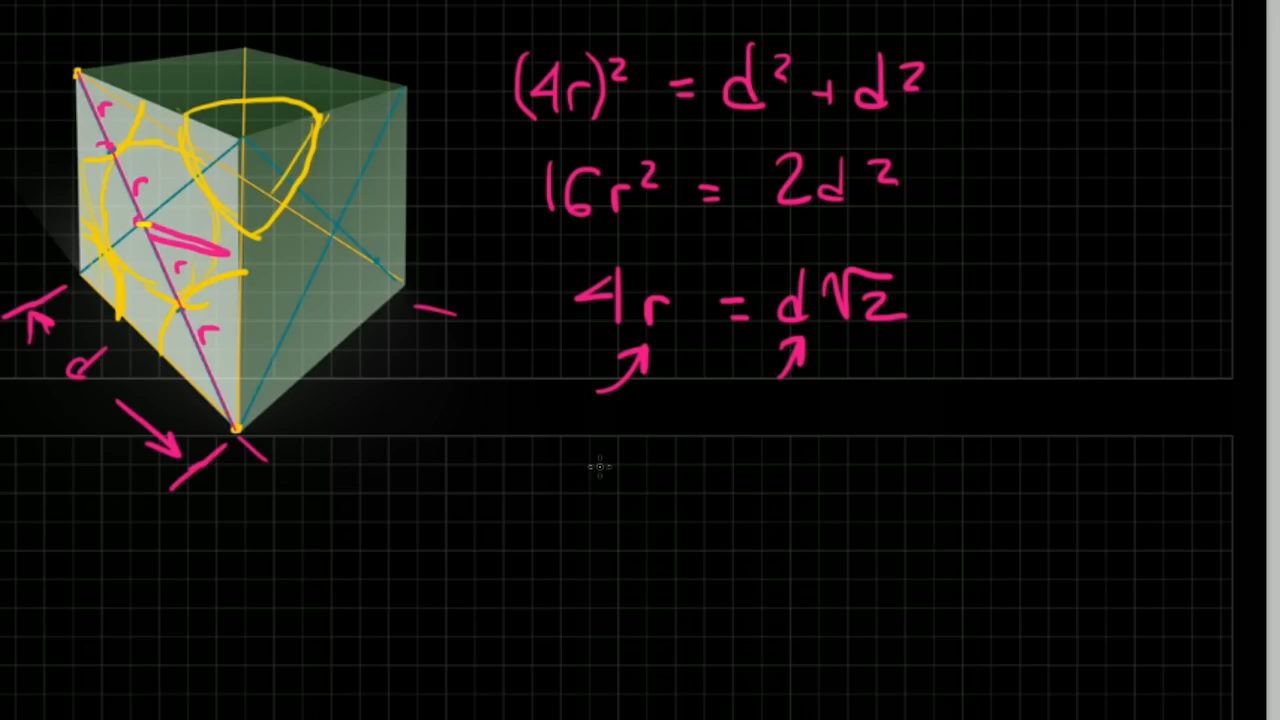 (4r)² = d² + d²
16r² = 2d²
4r = d√2
r
r
r
r
d